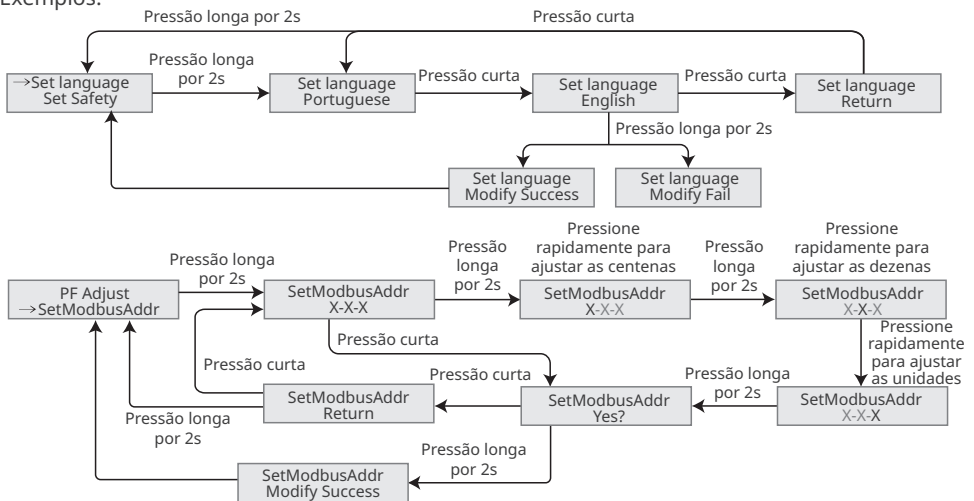 Exemplos:
Pressão longa por 2s
Pressão curta
→Set language
Set Safety
Pressão longa
por 2s
Set language
Portuguese
Pressão curta
Set language
English
Pressão curta
Set language
Return
Pressão longa por 2s
Set language
Modify Success
Set language
Modify Fail
PF Adjust
→SetModbusAddr
Pressão longa
por 2s
SetModbusAddr
X-X-X
Pressão
longa
por 2s
Pressione
rapidamente para
ajustar as centenas
SetModbusAddr
X-X-X
Pressão
longa
por 2s
Pressione
rapidamente para
ajustar as dezenas
SetModbusAddr
X-X-X
Pressione
rapidamente
para ajustar
as unidades
SetModbusAddr
X-X-X
Pressão longa
por 2s
SetModbusAddr
Yes?
Pressão curta
Pressão curta
SetModbusAddr
Return
Pressão curta
Pressão longa
por 2s
Pressão longa
por 2s
SetModbusAddr
Modify Success